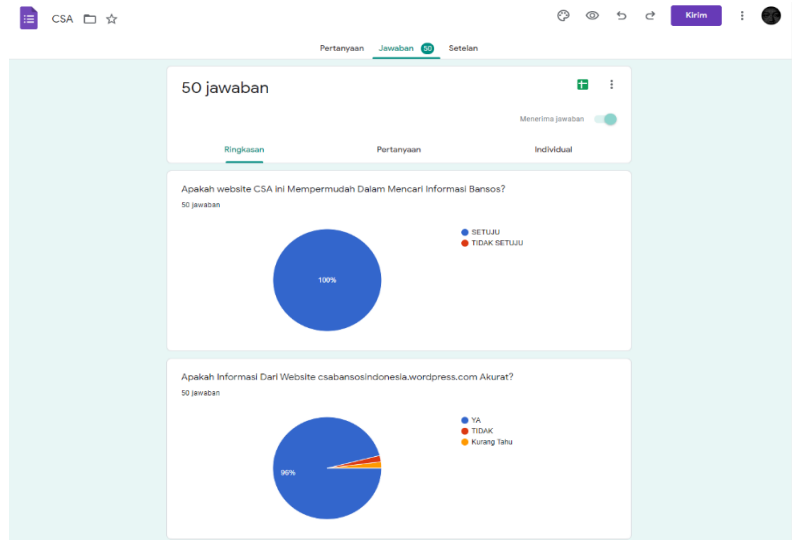 CSA
Kirim
Pertanyaan Jawaban 50 Setelan
50 jawaban
Menerima jawaban
Ringkasan Pertanyaan Individual
Apakah website CSA ini Mempermudah Dalam Mencari Informasi Bansos?
50 jawaban
SETUJU
TIDAK SETUJU
100%
Apakah Informasi Dari Website csabansosindonesia.wordpress.com Akurat?
50 jawaban
YA
TIDAK
Kurang Tahu
96%